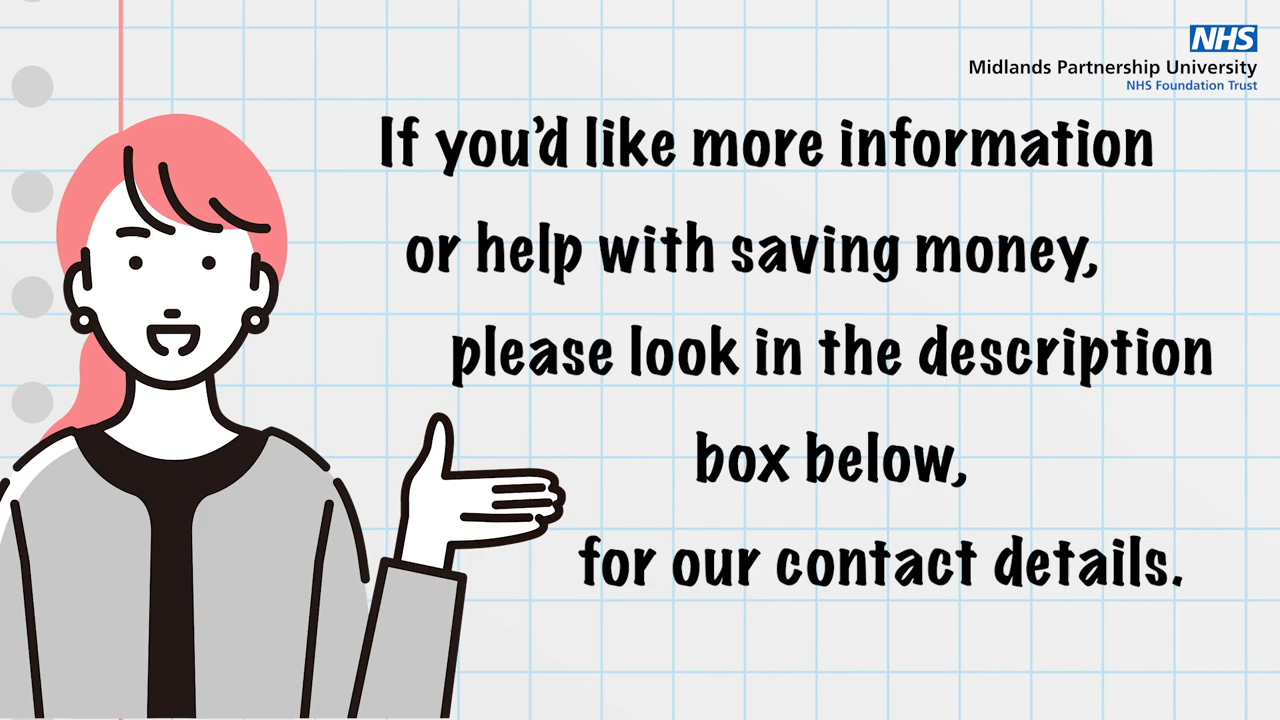 NHS
Midlands Partnership University
NHS Foundation Trust
If you’d like more information
or help with saving money,
please look in the description
box below,
for our contact details.